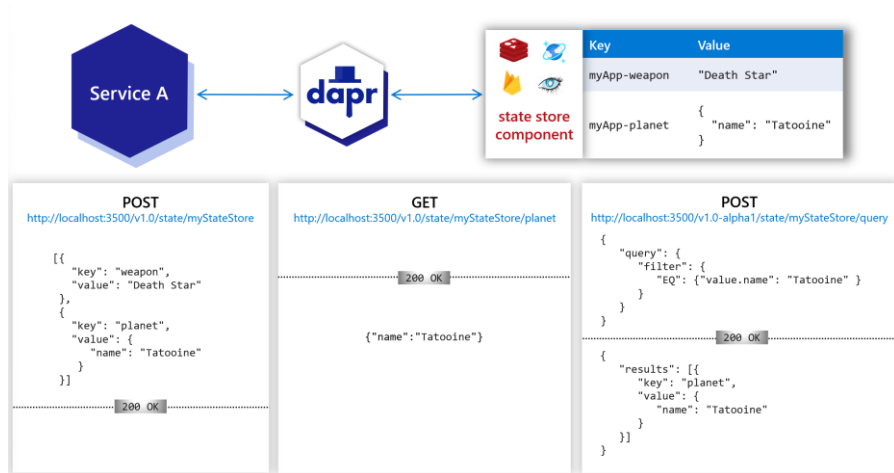 Service A
dapr
state store
component
Key Value
myApp-weapon "Death Star"
myApp-planet {
"name": "Tatooine"
}
POST
http://localhost:3500/v1.0/state/myStateStore
[{
"key": "weapon",
"value": "Death Star"
},
{
"key": "planet",
"value": {
"name": "Tatooine"
}
}]
200 OK
GET
http://localhost:3500/v1.0/state/myStateStore/planet
200 OK
{"name":"Tatooine"}
POST
http://localhost:3500/v1.0-alpha1/state/myStateStore/query
{
"query": {
"filter": {
"EQ": {"value.name": "Tatooine" }
}
}
}
200 OK
{
"results": [{
"key": "planet",
"value": {
"name": "Tatooine"
}
}]
}